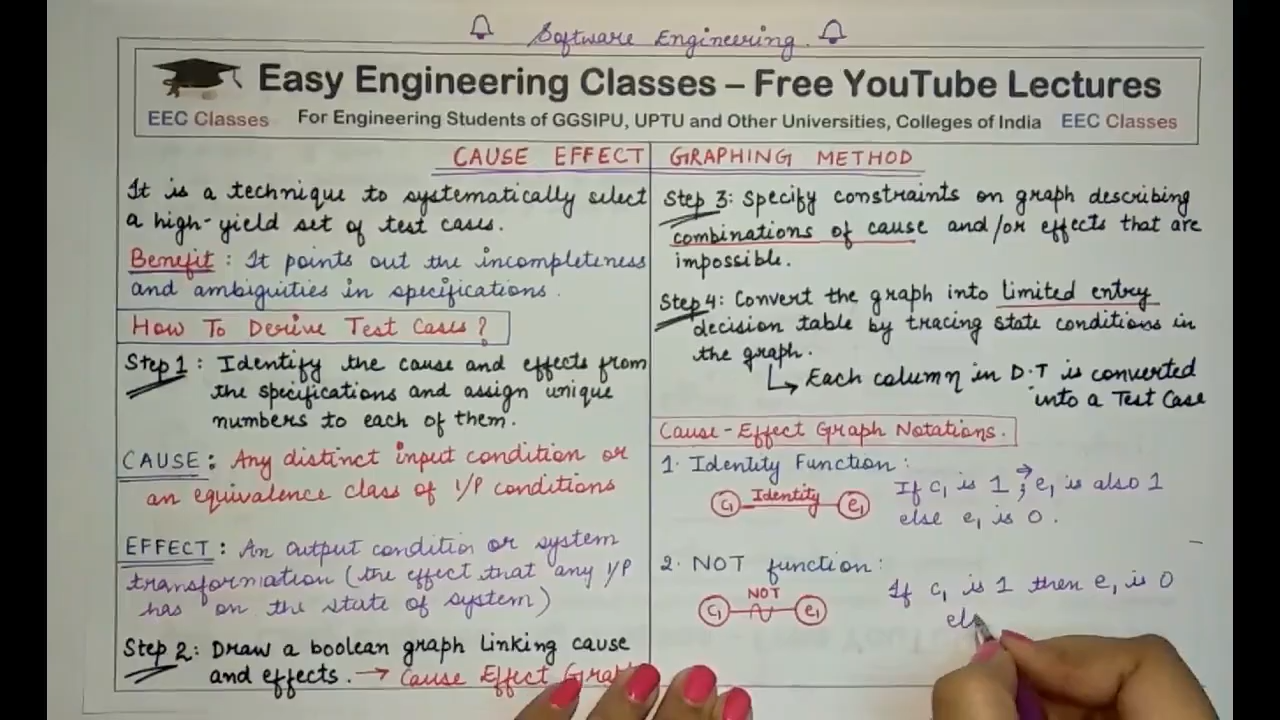 Software Engineering.
Easy Engineering Classes – Free YouTube Lectures
EEC Classes For Engineering Students of GGSIPU, UPTU and Other Universities, Colleges of India EEC Classes
CAUSE EFFECT GRAPHING METHOD
It is a technique to systematically select
a high-yield set of test cases.
Benefit: It points out the incompleteness
and ambiguities in specifications.
How To Derive Test Cases?
Step 1: Identify the cause and effects from
the specifications and assign unique
numbers to each of them.
CAUSE: Any distinct input condition or
an equivalence class of I/P conditions
EFFECT: An output condition or system
transformation (the effect that any I/P
has on the state of system)
Step 2: Draw a boolean graph linking cause
and effects. → Cause Effect
Step 3: Specify constraints on graph describing
combinations of cause and/or effects that are
impossible.
Step 4: Convert the graph into limited entry
decision table by tracing state conditions in
the graph.
↳ Each column in D.T is converted
into a Test Case
Cause-Effect Graph Notations.
1. Identity Function:
C1 Identity e1
If C1 is 1 ; e1 is also 1
else e1 is 0.
2. NOT function:
C1 NOT e1
If C1 is 1 then e1 is 0
el